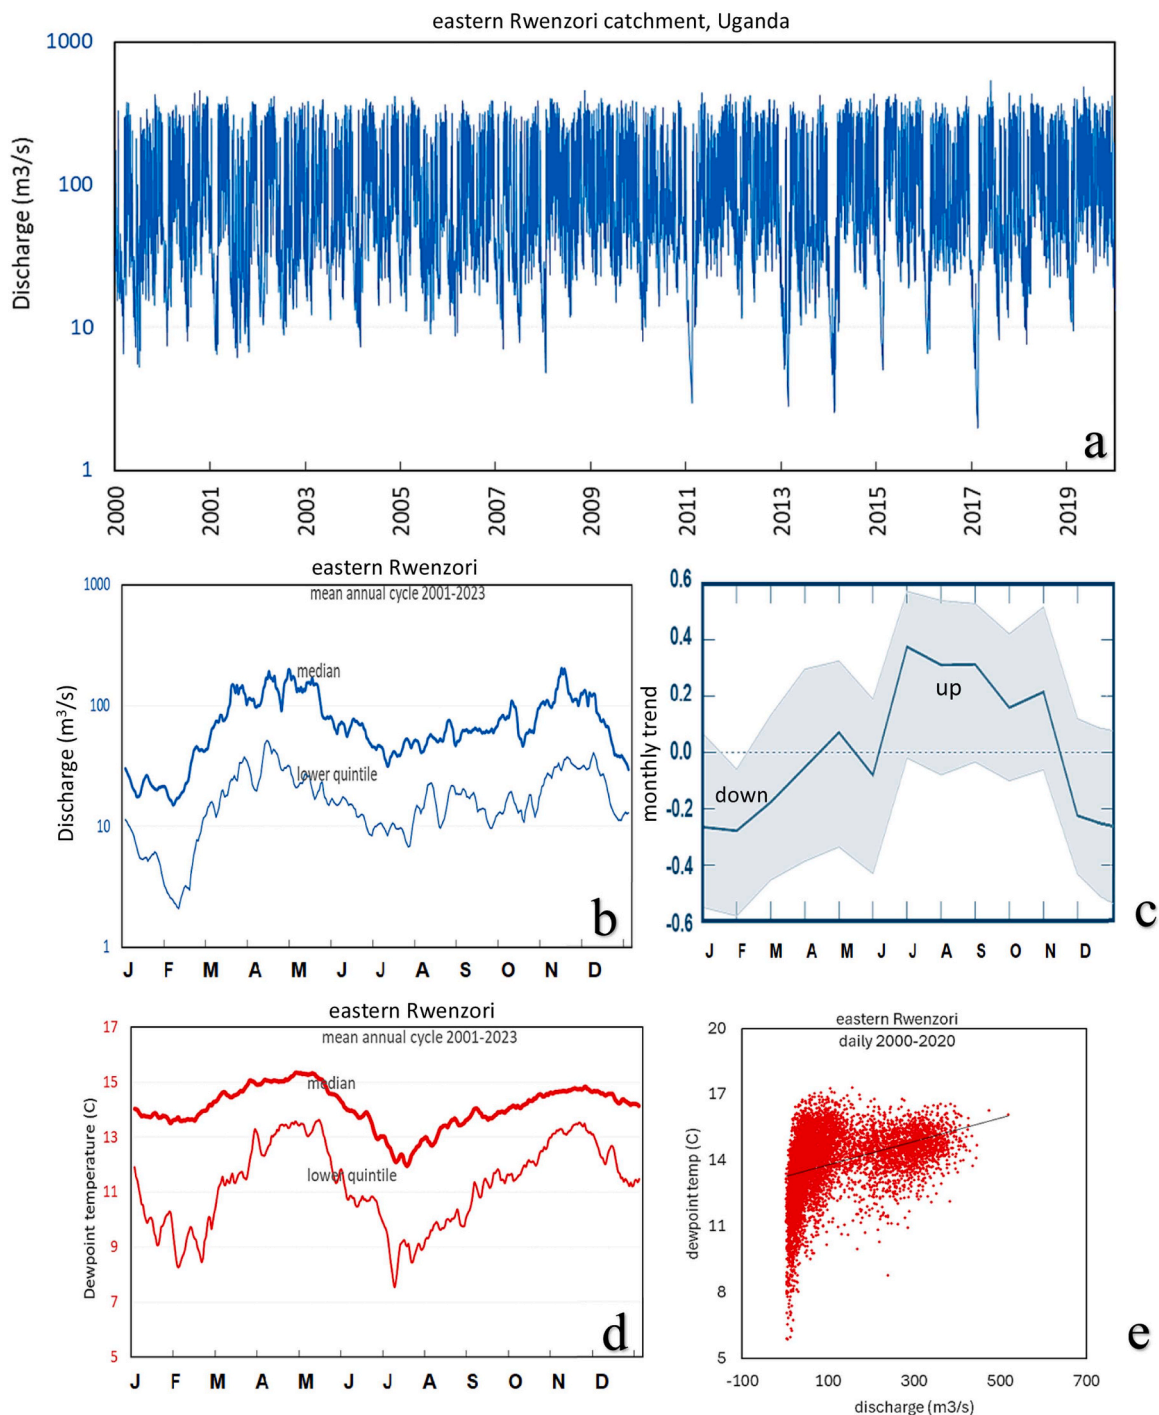 eastern Rwenzori catchment, Uganda
1000
100
10
1
Discharge (m3/s)
a
2000
2001
2003
2005
2007
2009
2011
2013
2015
2017
2019
eastern Rwenzori
mean annual cycle 2001-2023
1000
100
10
1
Discharge (m³/s)
median
lower quintile
b
J F M A M J J A S O N D
0.6
0.4
0.2
0.0
-0.2
-0.4
-0.6
monthly trend
down
up
c
J F M A M J J A S O N D
eastern Rwenzori
mean annual cycle 2001-2023
17
15
13
11
9
7
5
Dewpoint temperature (C)
median
lower quintile
d
J F M A M J J A S O N D
eastern Rwenzori
daily 2000-2020
20
17
14
11
8
5
dewpoint temp (C)
e
-100 100 300 500 700
discharge (m3/s)